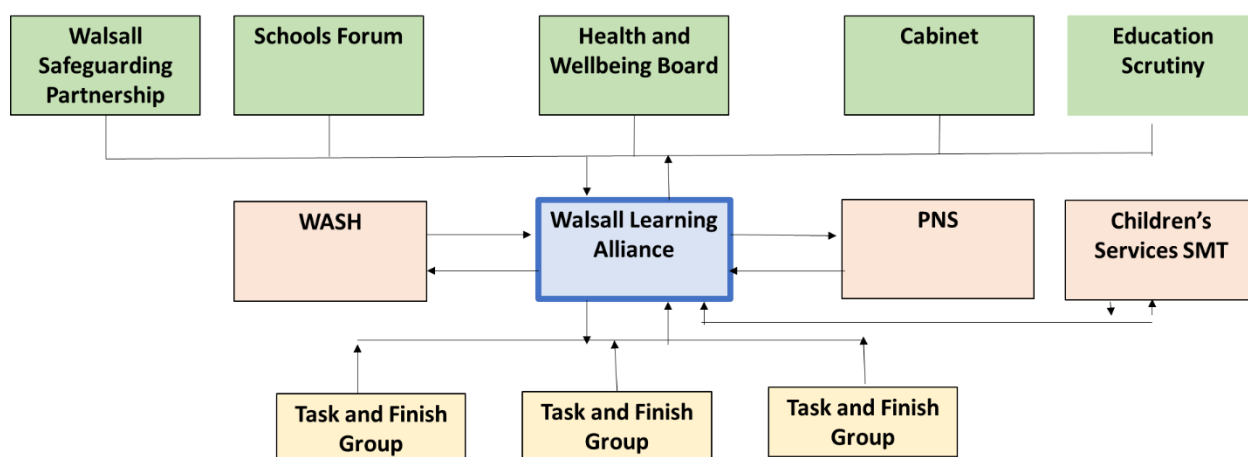 Walsall
Safeguarding
Partnership
Schools Forum
Health and
Wellbeing Board
Cabinet
Education
Scrutiny
WASH
Walsall Learning
Alliance
PNS
Children’s
Services SMT
Task and Finish
Group
Task and Finish
Group
Task and Finish
Group